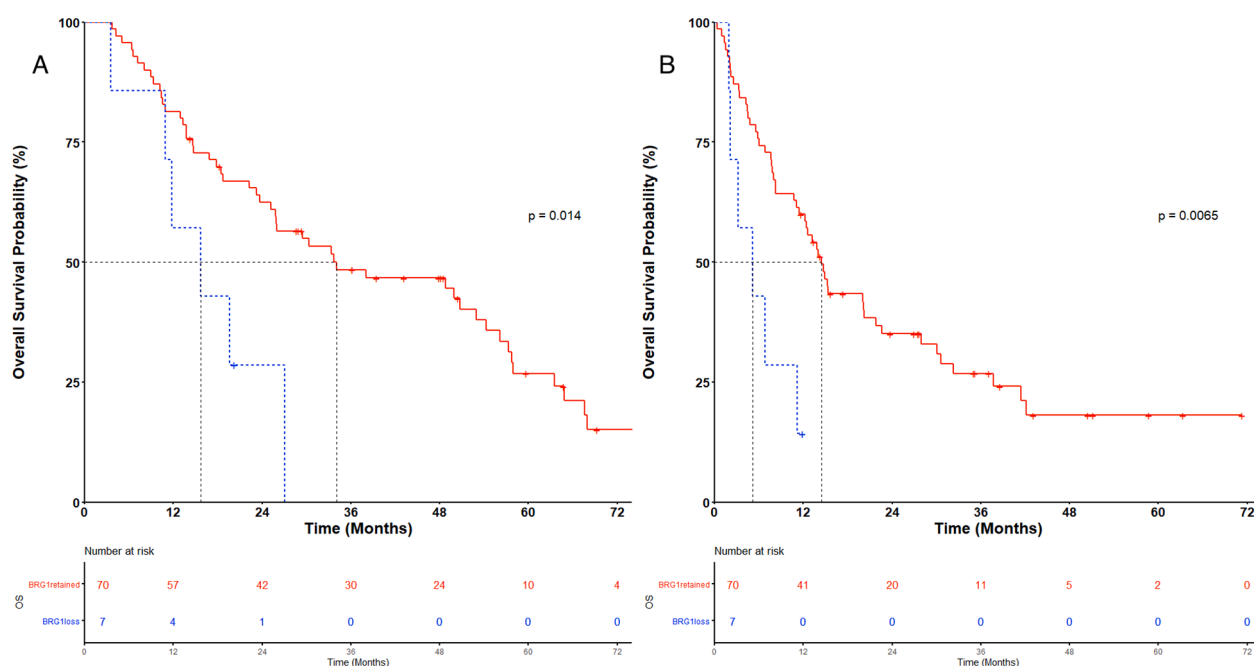 A
Overall Survival Probability (%)
100
75
50
25
0
p = 0.014
0 12 24 36 48 60 72
Time (Months)
Number at risk
OS
BRG1retained 70 57 42 30 24 10 4
BRG1loss 7 4 1 0 0 0 0
0 12 24 36 48 60 72
Time (Months)
B
Overall Survival Probability (%)
100
75
50
25
0
p = 0.0065
0 12 24 36 48 60 72
Time (Months)
Number at risk
OS
BRG1retained 70 41 20 11 5 2 0
BRG1loss 7 0 0 0 0 0 0
0 12 24 36 48 60 72
Time (Months)